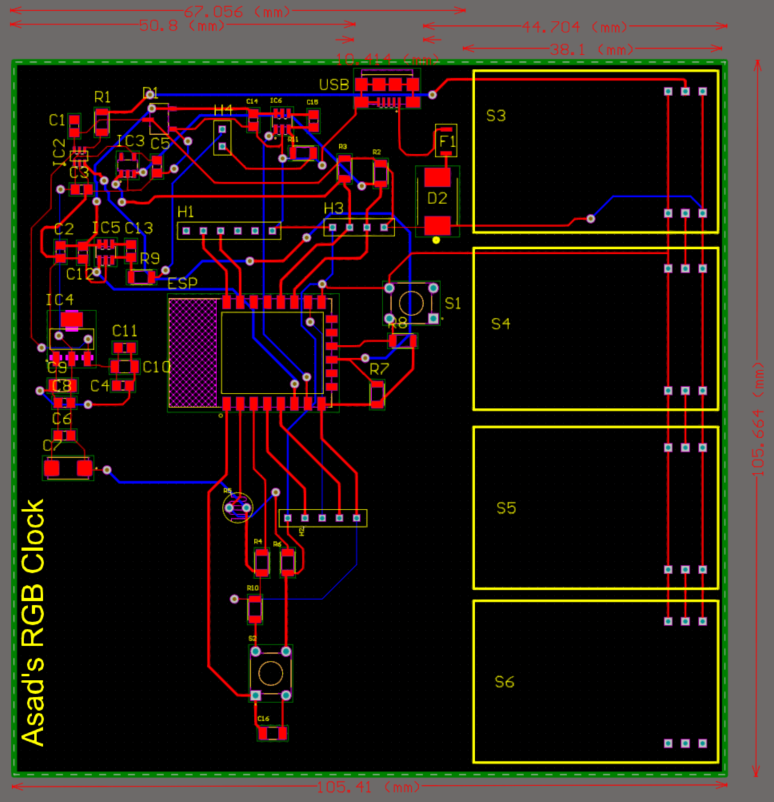 67.056 (mm)
50.8 (mm)
44.704 (mm)
38.1 (mm)
10.414 (mm)
USB
S3
R1
D1
C1
H4
C14
IC6
C15
F1
IC2
IC3
C5
R11
R3
R2
C3
D2
H1
H3
C2
IC5
C13
C12
R9
ESP
S1
IC4
S4
R8
C11
C9
C10
R7
C8
C4
C6
C7
105.664 (mm)
R5
H2
S5
R4
R6
R10
Asad's RGB Clock
S2
S6
C16
105.41 (mm)